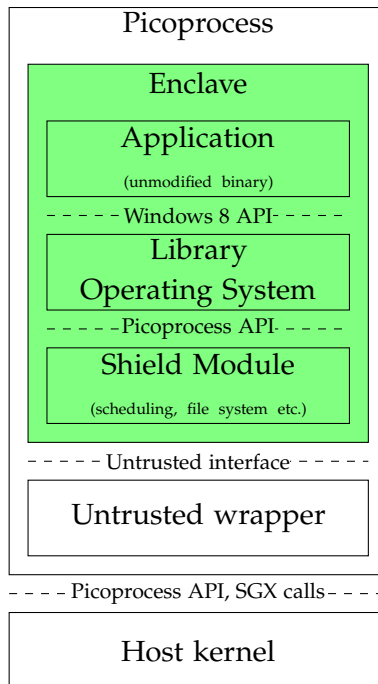 Picoprocess
Enclave
Application
(unmodified binary)
Windows 8 API
Library
Operating System
Picoprocess API
Shield Module
(scheduling, file system etc.)
Untrusted interface
Untrusted wrapper
Picoprocess API, SGX calls
Host kernel